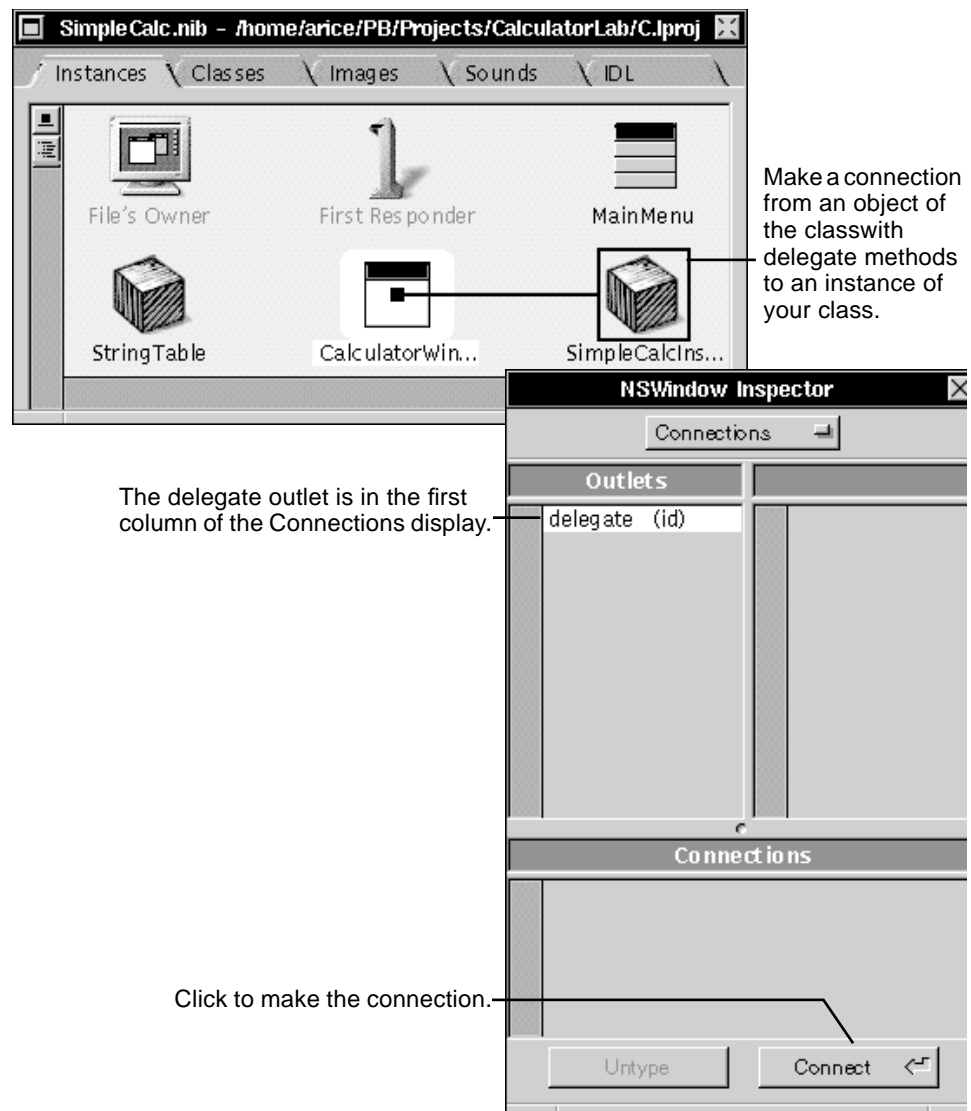 SimpleCalc.nib – /home/arice/PB/Projects/CalculatorLab/C.lproj
Instances Classes Images Sounds IDL
File's Owner First Responder MainMenu
StringTable CalculatorWin... SimpleCalcIns...
Make a connection
from an object of
the classwith
delegate methods
to an instance of
your class.
NSWindow Inspector
Connections
Outlets
delegate (id)
The delegate outlet is in the first
column of the Connections display.
Connections
Click to make the connection.
Untype Connect